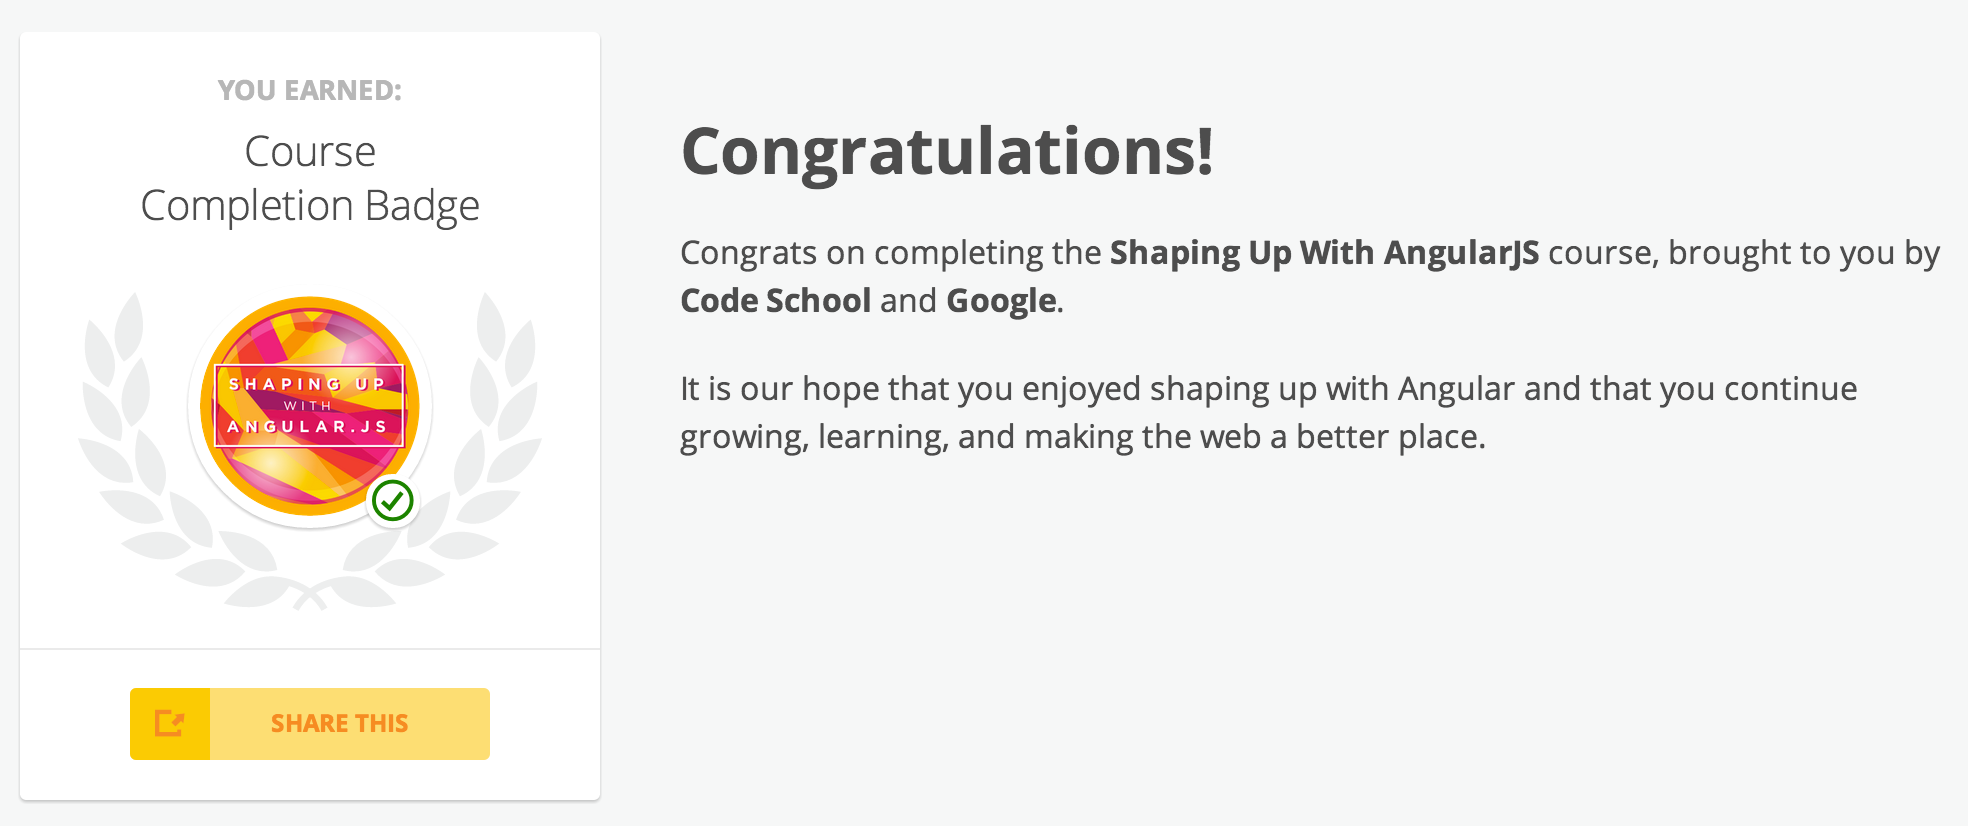 YOU EARNED:
Course
Completion Badge
SHAPING UP
WITH
ANGULAR.JS
SHARE THIS
Congratulations!
Congrats on completing the Shaping Up With AngularJS course, brought to you by
Code School and Google.
It is our hope that you enjoyed shaping up with Angular and that you continue
growing, learning, and making the web a better place.